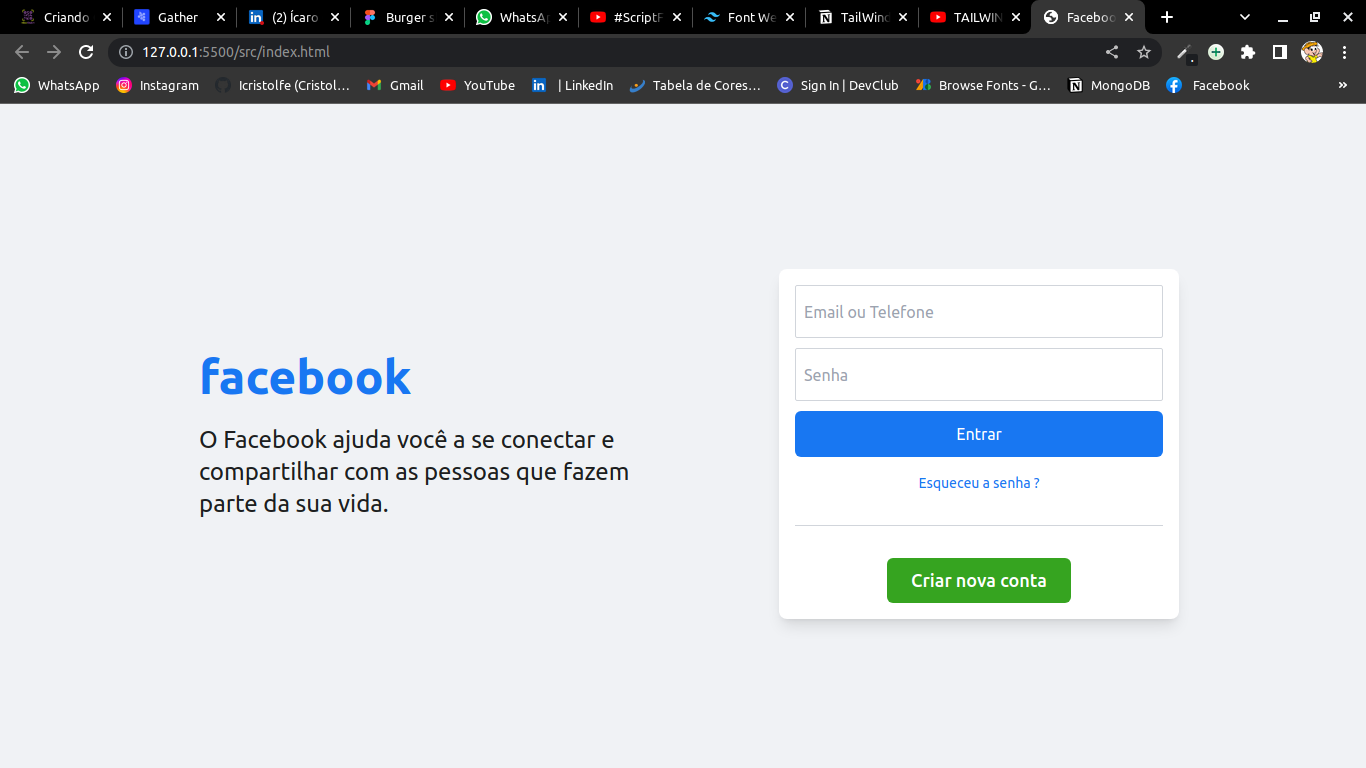 Criando
Gather
(2) Ícaro
Burger s
WhatsAp
#ScriptF
Font We
TailWind
TAILWIN
Faceboo
127.0.0.1:5500/src/index.html
WhatsApp
Instagram
Icristolfe (Cristol…
Gmail
YouTube
| LinkedIn
Tabela de Cores…
Sign In | DevClub
Browse Fonts - G…
MongoDB
Facebook
»
facebook
O Facebook ajuda você a se conectar e
compartilhar com as pessoas que fazem
parte da sua vida.
Email ou Telefone
Senha
Entrar
Esqueceu a senha ?
Criar nova conta